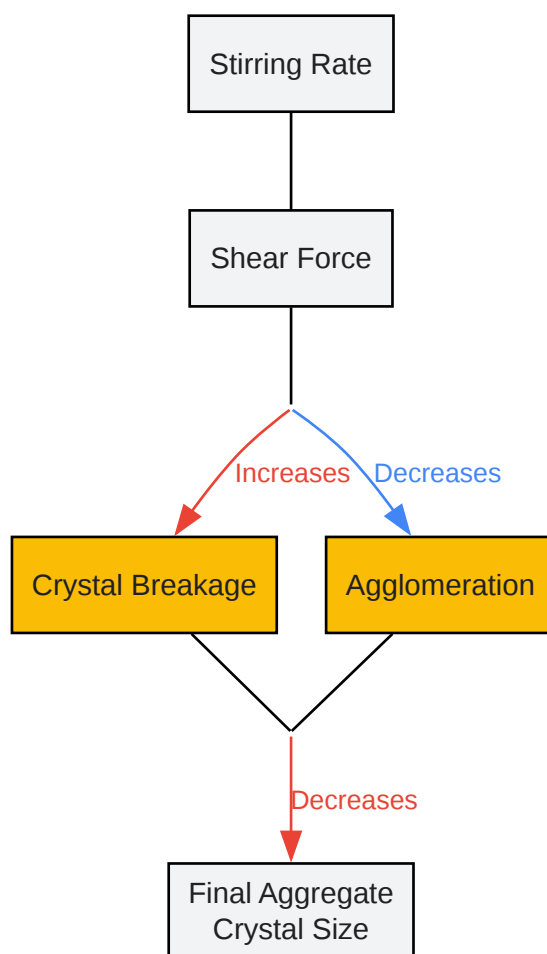 Stirring Rate
Shear Force
Increases
Decreases
Crystal Breakage
Agglomeration
Decreases
Final Aggregate
Crystal Size